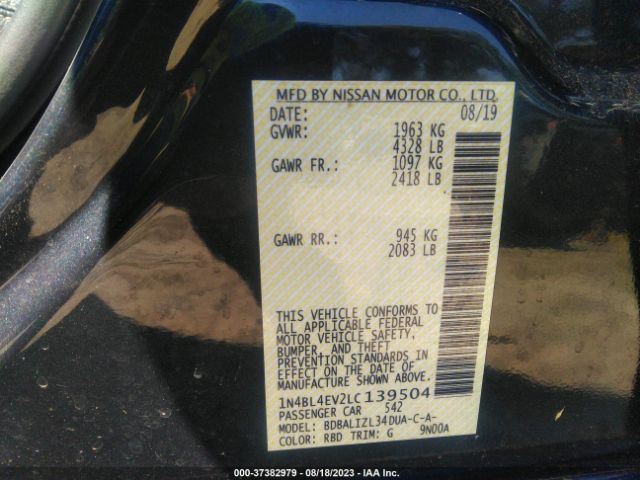 MFD BY NISSAN MOTOR CO., LTD.
DATE: 08/19
GVWR: 1963 KG
4328 LB
GAWR FR.: 1097 KG
2418 LB
GAWR RR.: 945 KG
2083 LB
THIS VEHICLE CONFORMS TO
ALL APPLICABLE FEDERAL
MOTOR VEHICLE SAFETY,
BUMPER, AND THEFT
PREVENTION STANDARDS IN
EFFECT ON THE DATE OF
MANUFACTURE SHOWN ABOVE.
1N4BL4EV2LC139504
PASSENGER CAR 542
MODEL: BDBALIZL34DUA-C-A-
COLOR: RBD TRIM: G 9N00A
000-37382979 - 08/18/2023 - IAA Inc.